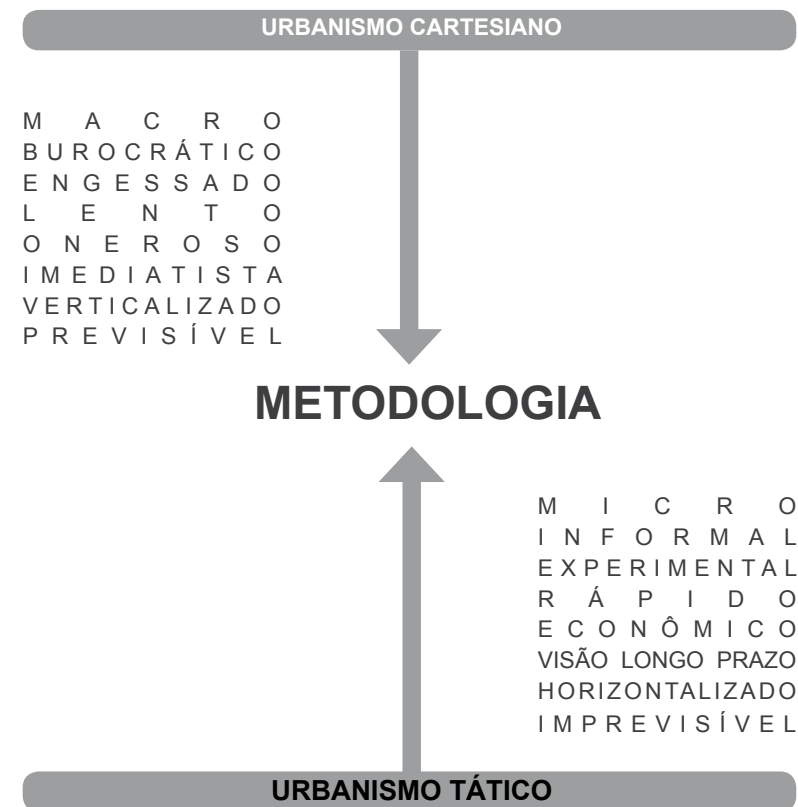 URBANISMO CARTESIANO
MACRO
BUROCRÁTICO
ENGESSADO
LENTO
ONEROSO
IMEDIATISTA
VERTICALIZADO
PREVISÍVEL
METODOLOGIA
MICRO
INFORMAL
EXPERIMENTAL
RÁPIDO
ECONÔMICO
VISÃO LONGO PRAZO
HORIZONTALIZADO
IMPREVISÍVEL
URBANISMO TÁTICO